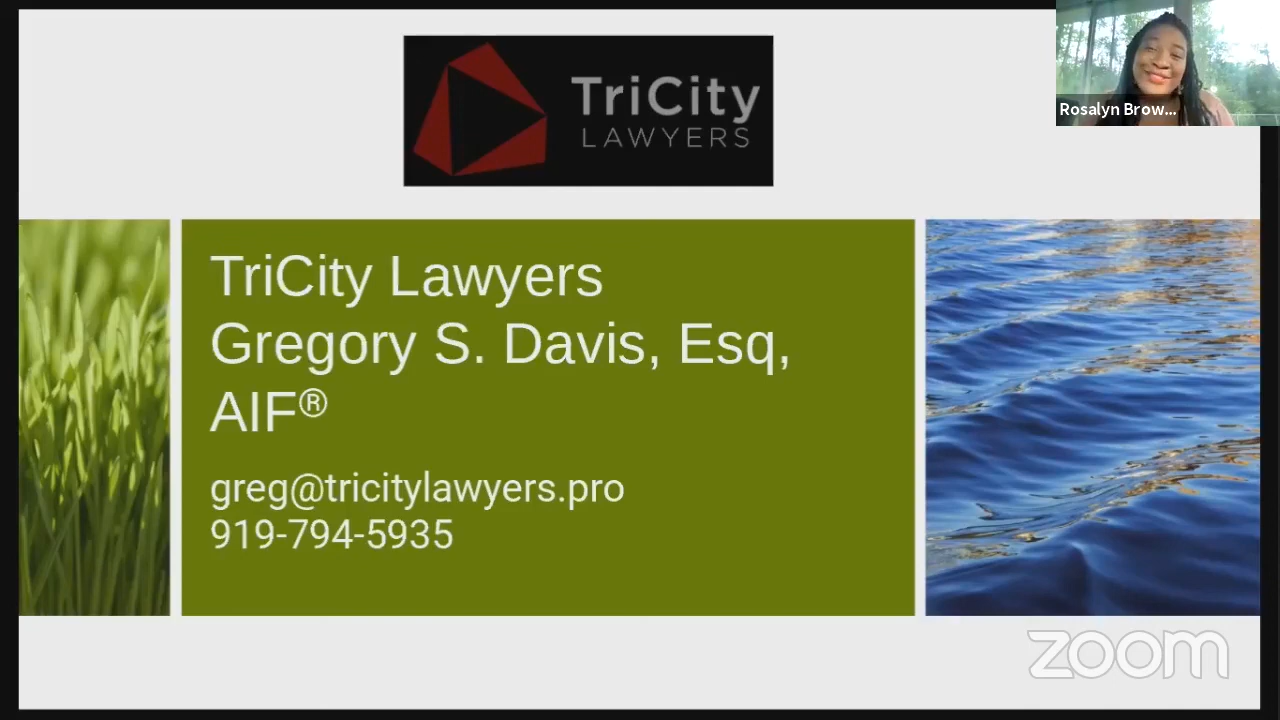 TriCity
LAWYERS
Rosalyn Brow...
TriCity Lawyers
Gregory S. Davis, Esq,
AIF®
greg@tricitylawyers.pro
919-794-5935
zoom